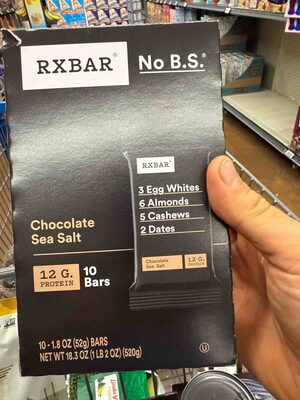 RXBAR® No B.S.®
RXBAR®
3 Egg Whites
6 Almonds
5 Cashews
2 Dates
Chocolate
Sea Salt
12 G.
PROTEIN
Chocolate
Sea Salt
12 G.
PROTEIN
10
Bars
10 - 1.8 OZ (52g) BARS
NET WT 18.3 OZ (1 LB 2 OZ) (520g)
U